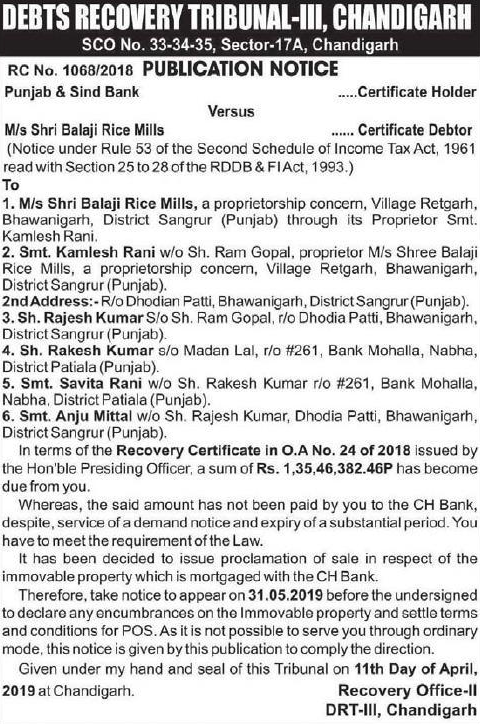 DEBTS RECOVERY TRIBUNAL-III, CHANDIGARH
SCO No. 33-34-35, Sector-17A, Chandigarh
RC No. 1068/2018 PUBLICATION NOTICE
Punjab & Sind Bank .....Certificate Holder
Versus
M/s Shri Balaji Rice Mills ...... Certificate Debtor
(Notice under Rule 53 of the Second Schedule of Income Tax Act, 1961
read with Section 25 to 28 of the RDDB & FI Act, 1993.)
To
1. M/s Shri Balaji Rice Mills, a proprietorship concern, Village Retgarh,
Bhawanigarh, District Sangrur (Punjab) through its Proprietor Smt.
Kamlesh Rani.
2. Smt. Kamlesh Rani w/o Sh. Ram Gopal, proprietor M/s Shree Balaji
Rice Mills, a proprietorship concern, Village Retgarh, Bhawanigarh,
District Sangrur (Punjab).
2nd Address:- R/o Dhodian Patti, Bhawanigarh, District Sangrur (Punjab).
3. Sh. Rajesh Kumar S/o Sh. Ram Gopal, r/o Dhodia Patti, Bhawanigarh,
District Sangrur (Punjab).
4. Sh. Rakesh Kumar s/o Madan Lal, r/o #261, Bank Mohalla, Nabha,
District Patiala (Punjab).
5. Smt. Savita Rani w/o Sh. Rakesh Kumar r/o #261, Bank Mohalla,
Nabha, District Patiala (Punjab).
6. Smt. Anju Mittal w/o Sh. Rajesh Kumar, Dhodia Patti, Bhawanigarh,
District Sangrur (Punjab).
In terms of the Recovery Certificate in O.A No. 24 of 2018 issued by
the Hon'ble Presiding Officer, a sum of Rs. 1,35,46,382.46P has become
due from you.
Whereas, the said amount has not been paid by you to the CH Bank,
despite, service of a demand notice and expiry of a substantial period. You
have to meet the requirement of the Law.
It has been decided to issue proclamation of sale in respect of the
immovable property which is mortgaged with the CH Bank.
Therefore, take notice to appear on 31.05.2019 before the undersigned
to declare any encumbrances on the Immovable property and settle terms
and conditions for POS. As it is not possible to serve you through ordinary
mode, this notice is given by this publication to comply the direction.
Given under my hand and seal of this Tribunal on 11th Day of April,
2019 at Chandigarh. Recovery Office-II
DRT-III, Chandigarh